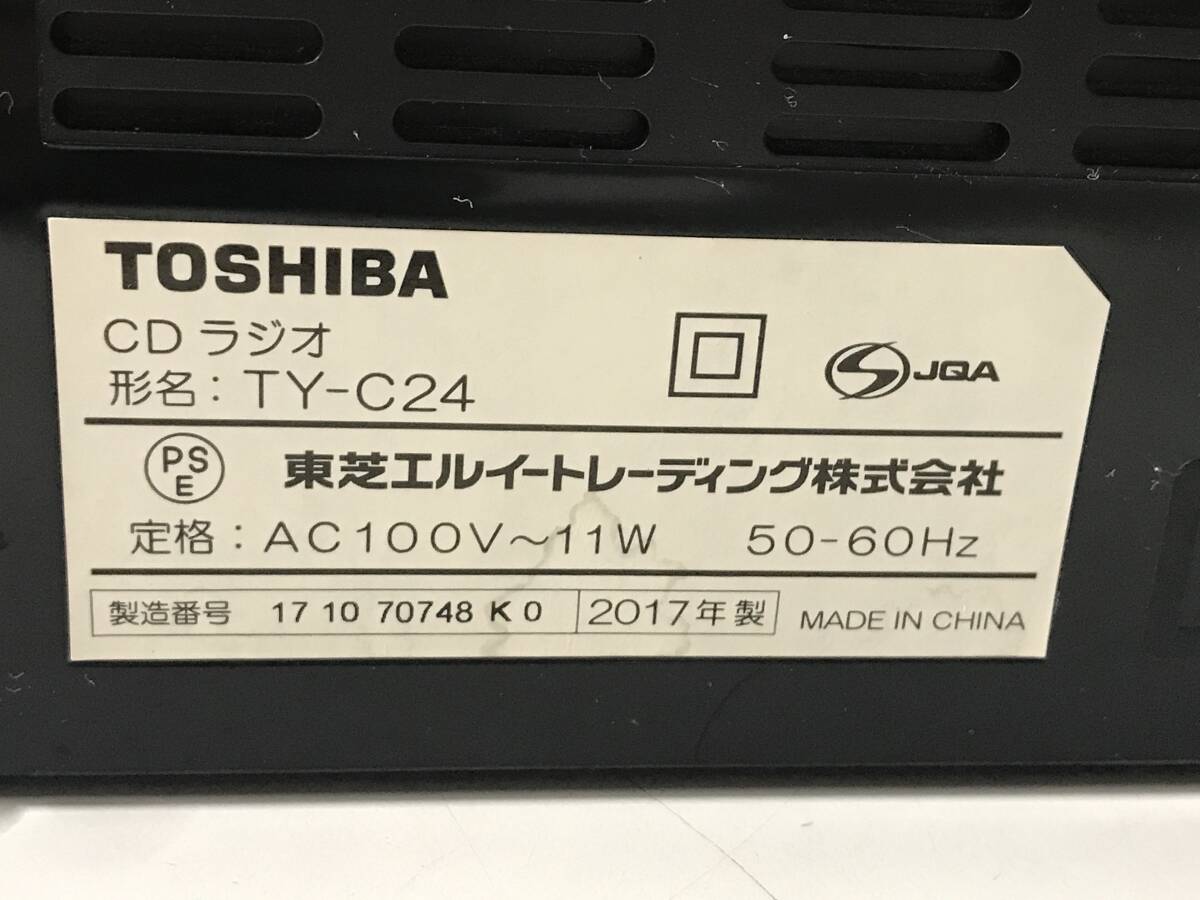 TOSHIBA
CD ラジオ
形名：TY-C24
JQA
PS
E
東芝エルイートレーディング株式会社
定格：AC100V～11W 50-60Hz
製造番号 17 10 70748 K 0 2017年製 MADE IN CHINA